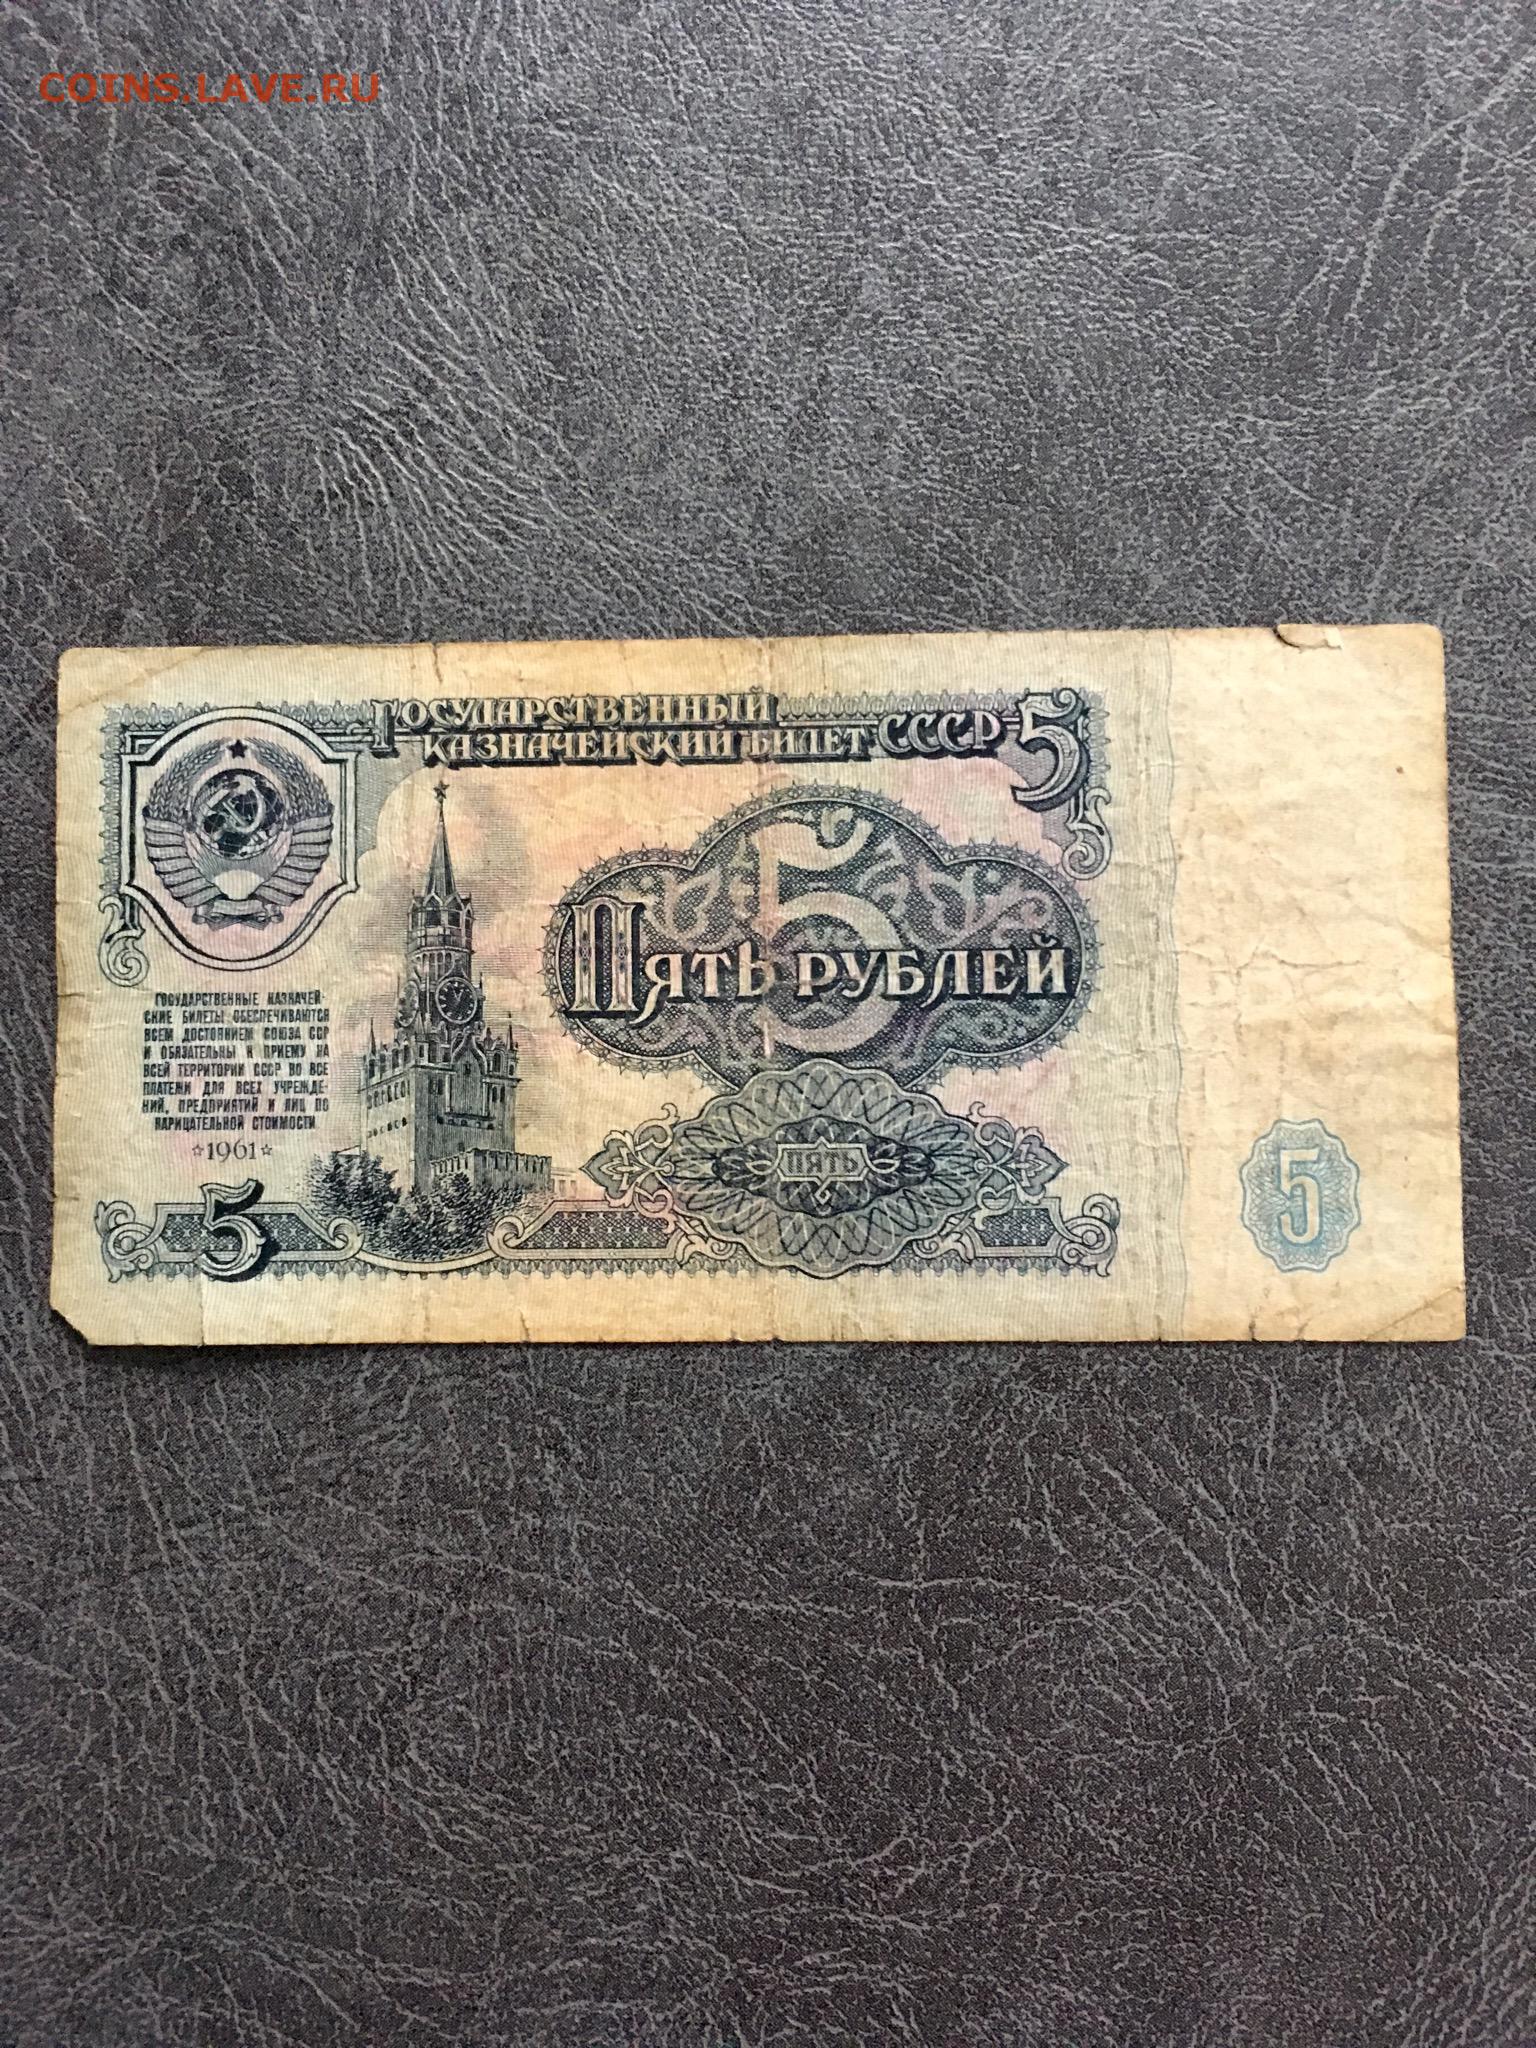 COINS.LAVE.RU
ГОСУДАРСТВЕННЫЙ
КАЗНАЧЕЙСКИЙ БИЛЕТ СССР 5
5
ПЯТЬ РУБЛЕЙ
ГОСУДАРСТВЕННЫЕ КАЗНАЧЕЙ-
СКИЕ БИЛЕТЫ ОБЕСПЕЧИВАЮТСЯ
ВСЕМ ДОСТОЯНИЕМ СОЮЗА ССР
И ОБЯЗАТЕЛЬНЫ К ПРИЕМУ НА
ВСЕЙ ТЕРРИТОРИИ СССР ВО ВСЕ
ПЛАТЕЖИ ДЛЯ ВСЕХ УЧРЕЖДЕ-
НИЙ, ПРЕДПРИЯТИЙ И ЛИЦ ПО
НАРИЦАТЕЛЬНОЙ СТОИМОСТИ
☆1961☆
ПЯТЬ
5
5